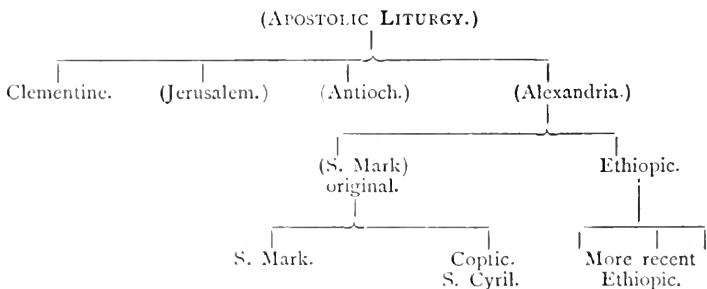 (APOSTOLIC LITURGY.)
Clementine. (Jerusalem.) (Antioch.) (Alexandria.)
(S. Mark) Ethiopic.
original.
S. Mark. Coptic. More recent
S. Cyril. Ethiopic.